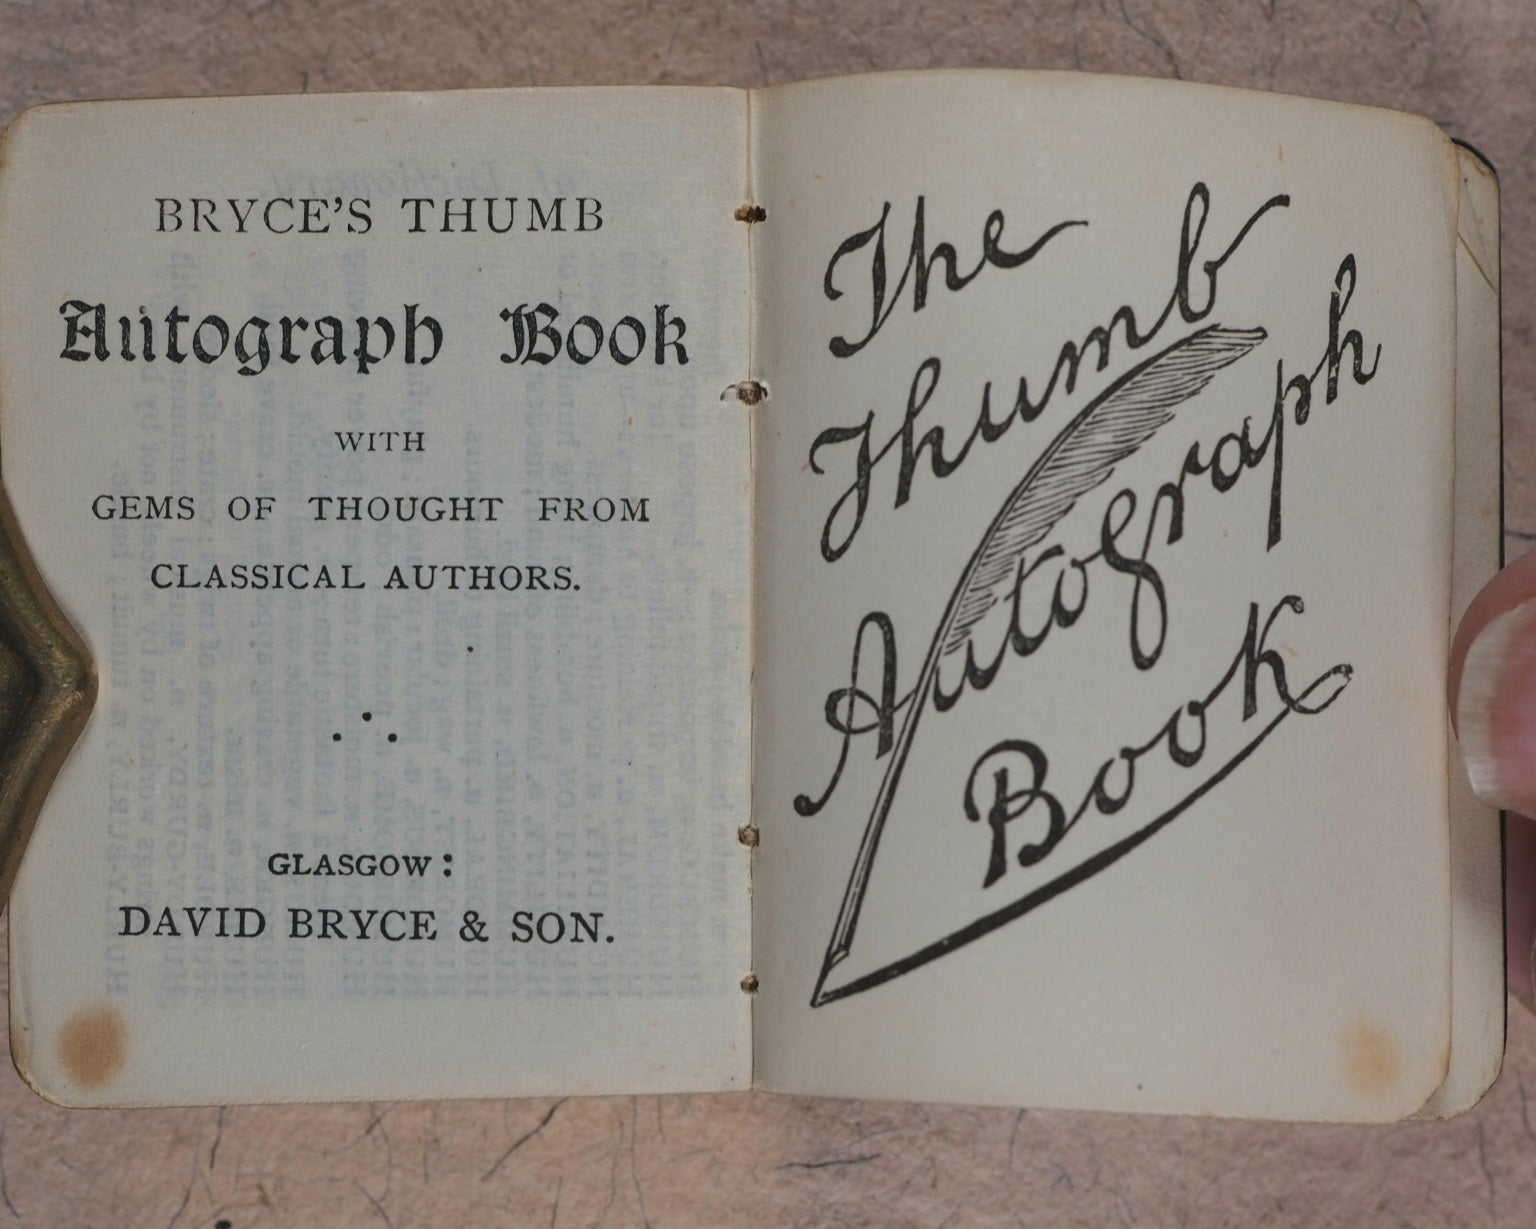 BRYCE'S THUMB
Autograph Book
WITH
GEMS OF THOUGHT FROM
CLASSICAL AUTHORS.
GLASGOW:
DAVID BRYCE & SON.
The
Thumb
Autograph
Book